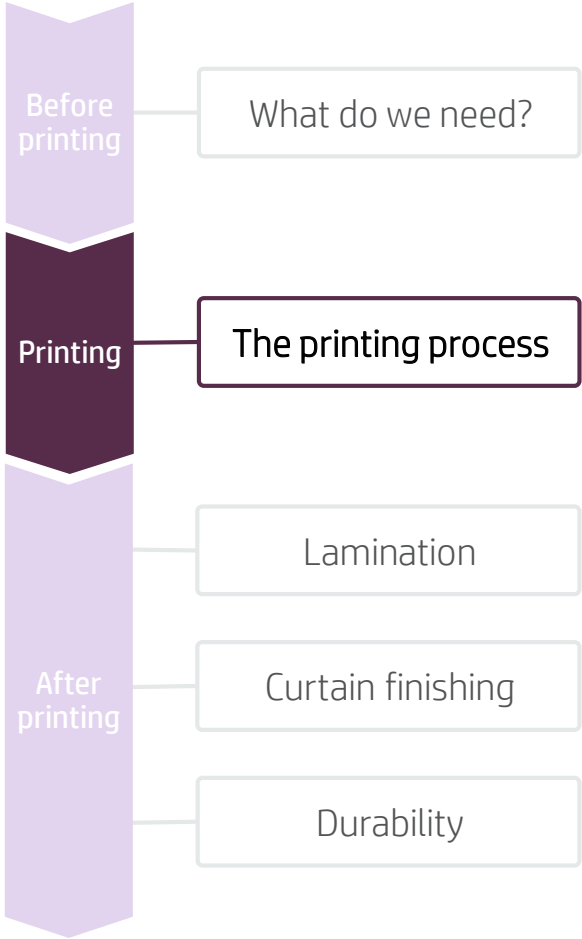 Before
printing
What do we need?
Printing
The printing process
Lamination
After
printing
Curtain finishing
Durability